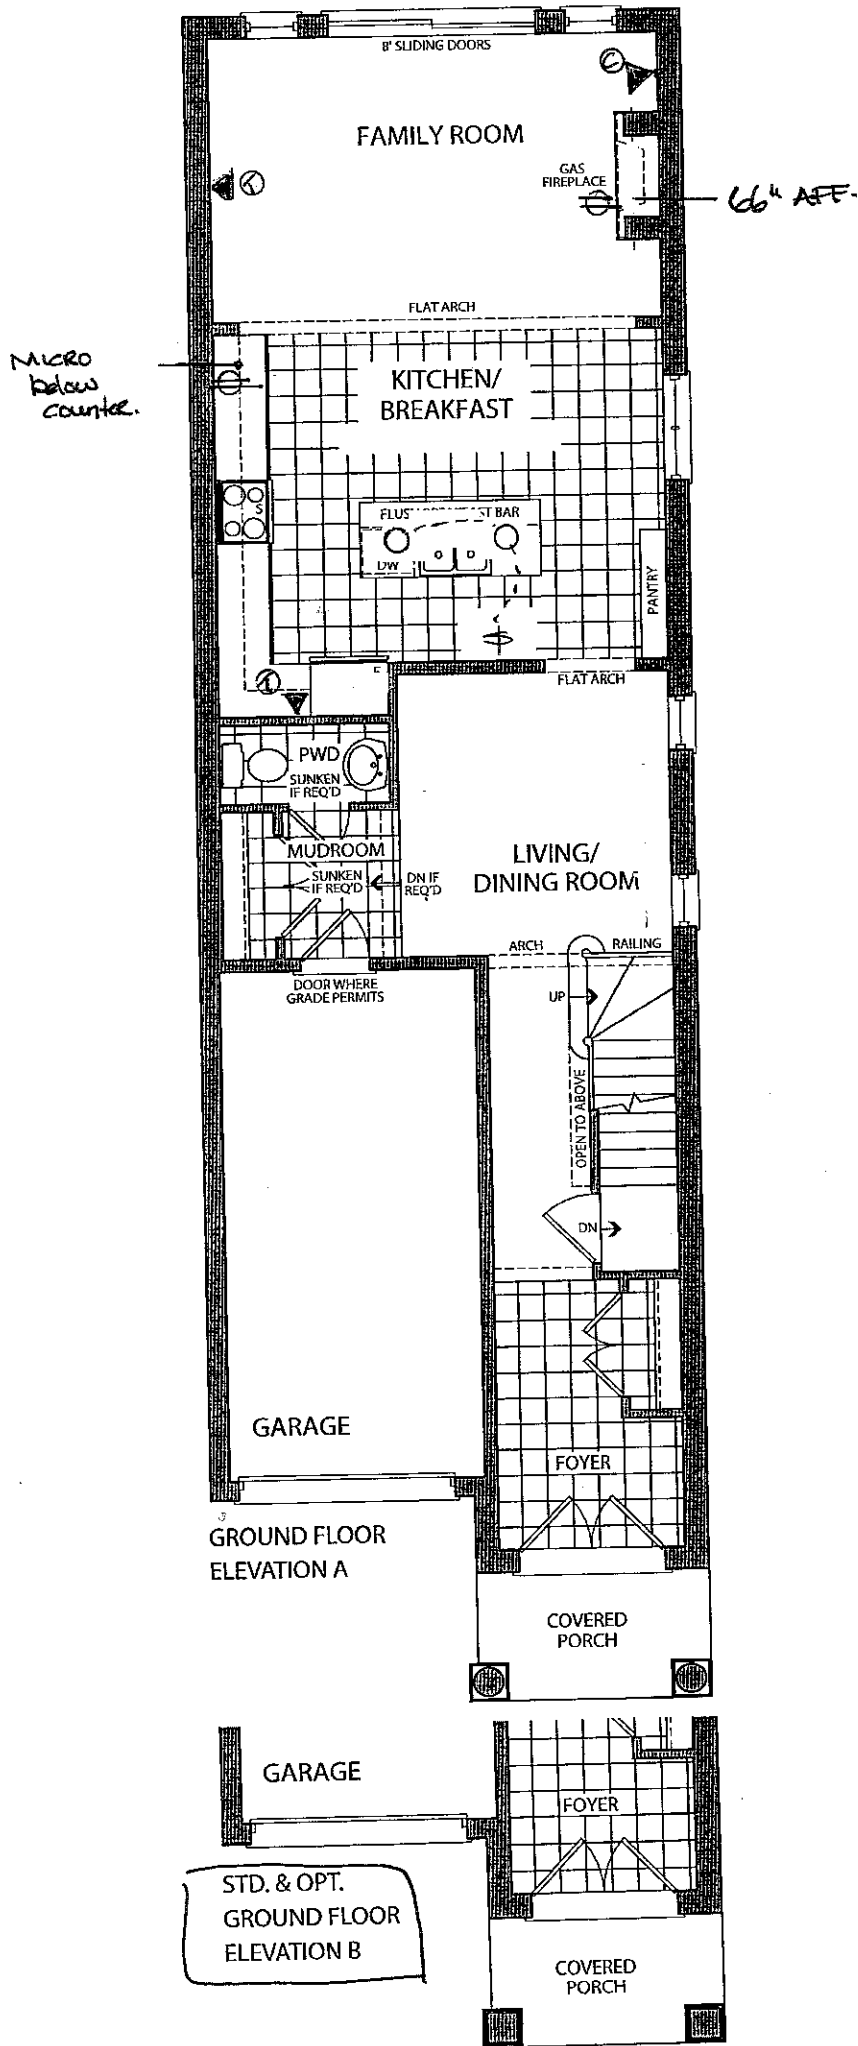 8' SLIDING DOORS
C
FAMILY ROOM
T
GAS
FIREPLACE
66" AFF.
FLAT ARCH
MICRO
below
counter.
KITCHEN/
BREAKFAST
S
FLUS ST BAR
DW
$
PANTRY
FLAT ARCH
T
F
PWD
SUNKEN
IF REQ'D
MUDROOM
SUNKEN
IF REQ'D
DN IF
REQ'D
LIVING/
DINING ROOM
ARCH
RAILING
DOOR WHERE
GRADE PERMITS
UP
OPEN TO ABOVE
DN
GARAGE
FOYER
GROUND FLOOR
ELEVATION A
COVERED
PORCH
GARAGE
FOYER
STD. & OPT.
GROUND FLOOR
ELEVATION B
COVERED
PORCH